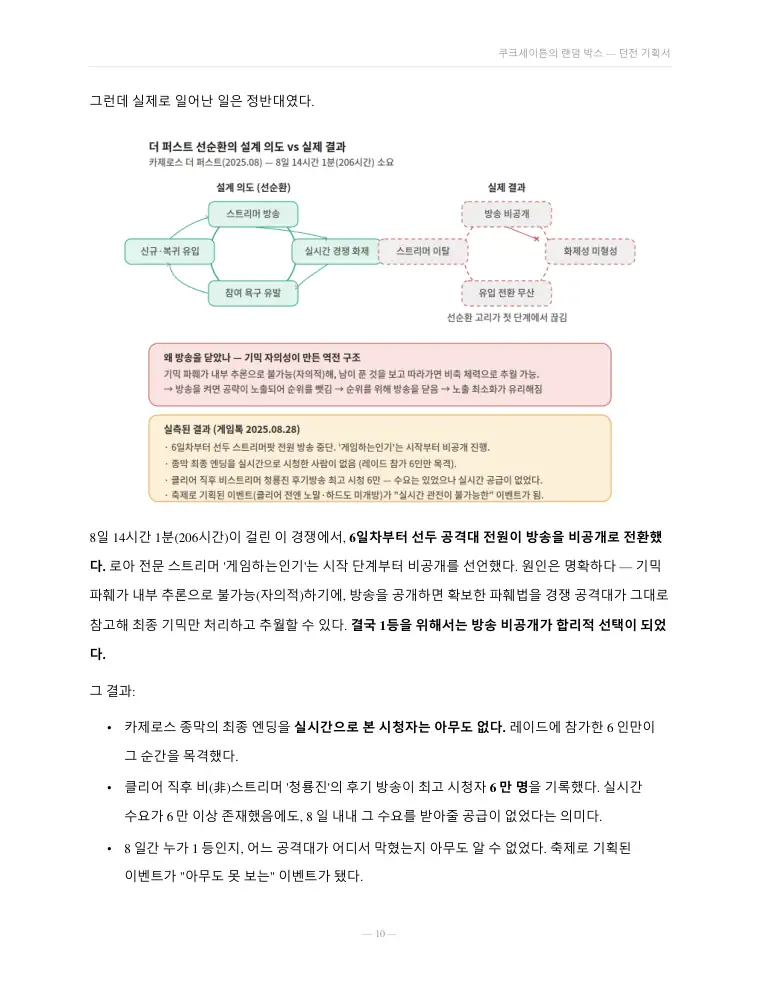 쿠크세이튼의 랜덤 박스 — 던전 기획서
그런데 실제로 일어난 일은 정반대였다.
더 퍼스트 선순환의 설계 의도 vs 실제 결과
카제로스 더 퍼스트(2025.08) — 8일 14시간 1분(206시간) 소요
설계 의도 (선순환)
스트리머 방송
신규·복귀 유입
실시간 경쟁 화제
참여 욕구 유발
실제 결과
방송 비공개
스트리머 이탈
화제성 미형성
유입 전환 무산
선순환 고리가 첫 단계에서 끊김
왜 방송을 닫았나 — 기믹 자의성이 만든 역전 구조
기믹 파훼가 내부 추론으로 불가능(자의적)해, 남이 푼 것을 보고 따라가면 비축 체력으로 추월 가능.
→ 방송을 켜면 공략이 노출되어 순위를 뺏김 → 순위를 위해 방송을 닫음 → 노출 최소화가 유리해짐
실측된 결과 (게임톡 2025.08.28)
· 6일차부터 선두 스트리머팟 전원 방송 중단. '게임하는인기'는 시작부터 비공개 진행.
· 종막 최종 엔딩을 실시간으로 시청한 사람이 없음 (레이드 참가 6인만 목격).
· 클리어 직후 비스트리머 청룡진 후기방송 최고 시청 6만 — 수요는 있었으나 실시간 공급이 없었다.
· 축제로 기획된 이벤트(클리어 전엔 노말·하드도 미개방)가 "실시간 관전이 불가능한" 이벤트가 됨.
8일 14시간 1분(206시간)이 걸린 이 경쟁에서, 6일차부터 선두 공격대 전원이 방송을 비공개로 전환했
다. 로아 전문 스트리머 '게임하는인기'는 시작 단계부터 비공개를 선언했다. 원인은 명확하다 — 기믹
파훼가 내부 추론으로 불가능(자의적)하기에, 방송을 공개하면 확보한 파훼법을 경쟁 공격대가 그대로
참고해 최종 기믹만 처리하고 추월할 수 있다. 결국 1등을 위해서는 방송 비공개가 합리적 선택이 되었
다.
그 결과:
• 카제로스 종막의 최종 엔딩을 실시간으로 본 시청자는 아무도 없다. 레이드에 참가한 6 인만이
그 순간을 목격했다.
• 클리어 직후 비(非)스트리머 '청룡진'의 후기 방송이 최고 시청자 6 만 명을 기록했다. 실시간
수요가 6 만 이상 존재했음에도, 8 일 내내 그 수요를 받아줄 공급이 없었다는 의미다.
• 8 일간 누가 1 등인지, 어느 공격대가 어디서 막혔는지 아무도 알 수 없었다. 축제로 기획된
이벤트가 "아무도 못 보는" 이벤트가 됐다.
— 10 —